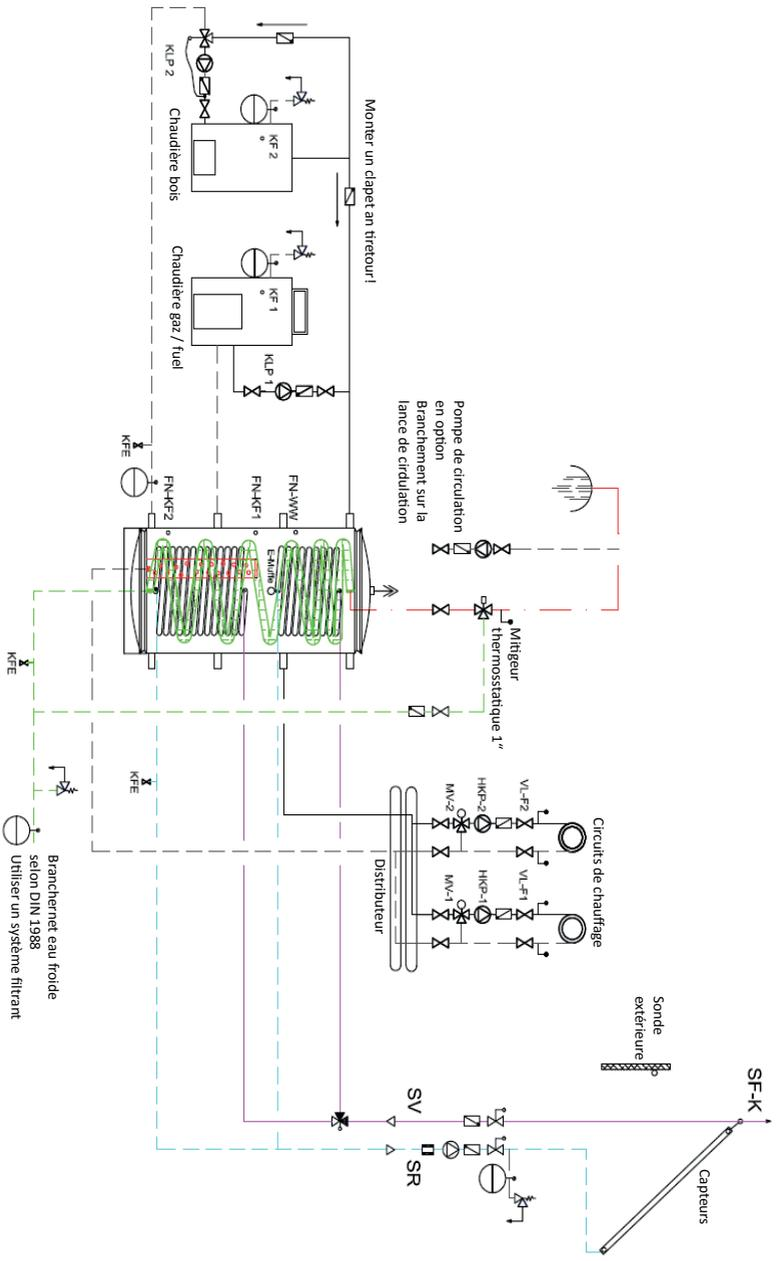 SF-K
Capteurs
Sonde
extérieure
Circuits de chauffage
Mitigeur
thermosstatique 1“
VL-F2
VL-F1
HKP-2
HKP-1
MV-2
MV-1
Pompe de circulation
en option
Branchement sur la
lance de cirdulation
SV
SR
Distributeur
Monter un clapet an tiretour!
KF 2
KF 1
KLP 1
KLP 2
Chaudière bois
Chaudière gaz / fuel
FN-WW
E-Muffe
FN-KF1
FN-KF2
KFE
KFE
KFE
Branchernet eau froide
selon DIN 1988
Utiliser un système filtrant